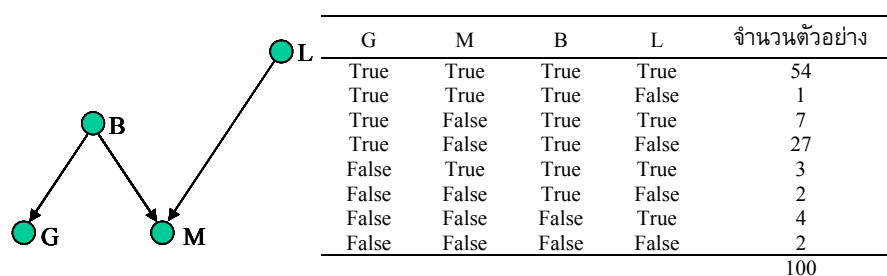 L
B
G
M
G M B L จำนวนตัวอย่าง
True True True True 54
True True True False 1
True False True True 7
True False True False 27
False True True True 3
False False True False 2
False False False True 4
False False False False 2
100